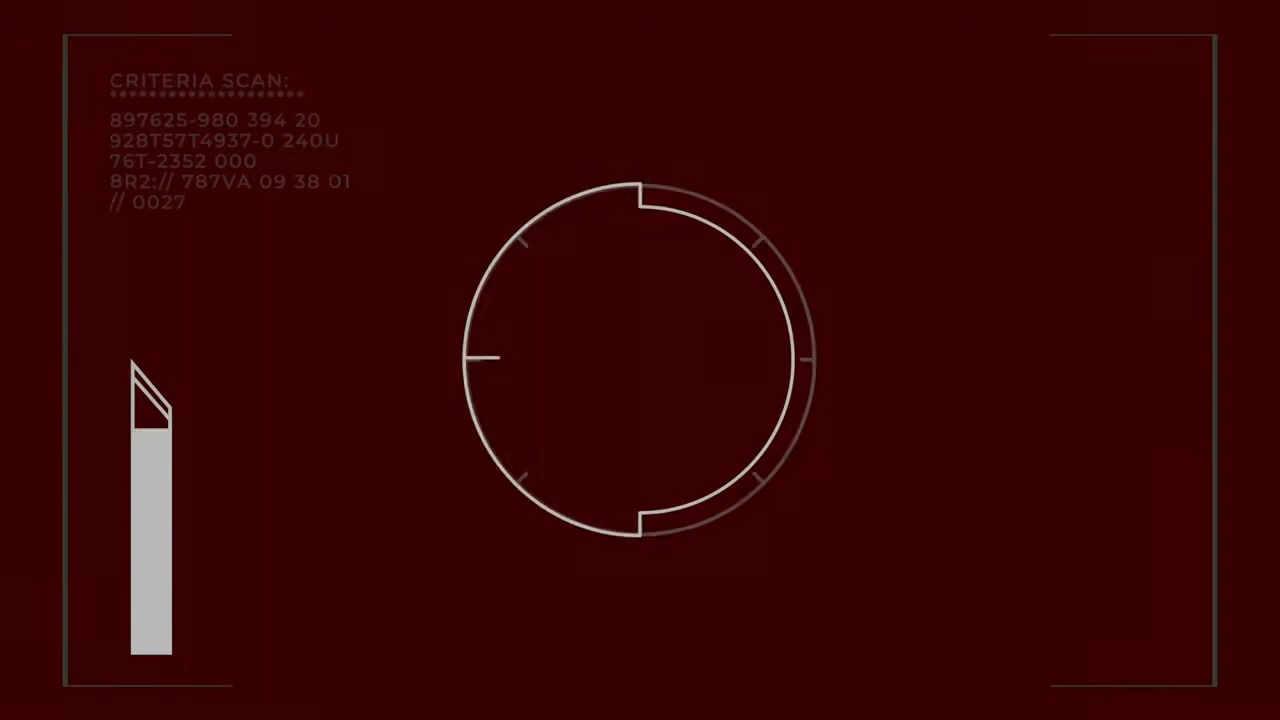 CRITERIA SCAN:
******************
897625-980 394 20
928T57T4937-0 240U
76T-2352 000
8R2:// 787VA 09 38 01
// 0027